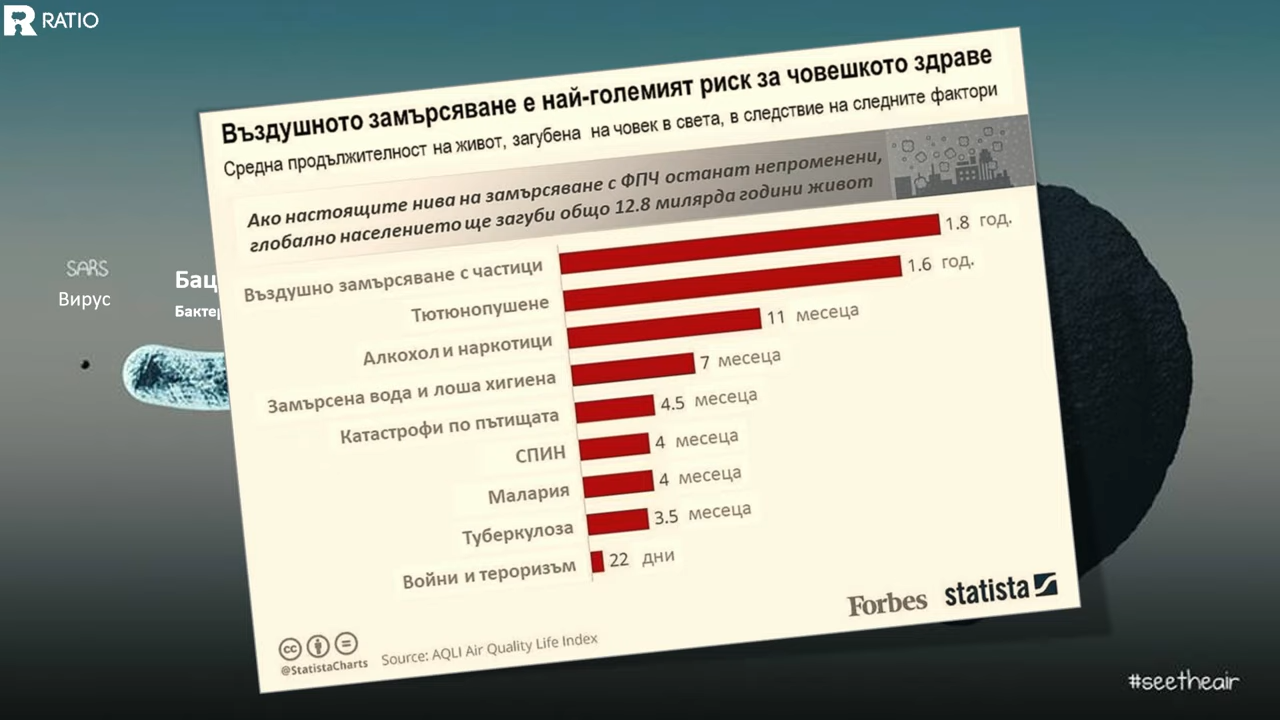 RATIO
Въздушното замърсяване е най-големият риск за човешкото здраве
Средна продължителност на живот, загубена на човек в света, в следствие на следните фактори
Ако настоящите нива на замърсяване с ФПЧ останат непроменени,
глобално населението ще загуби общо 12.8 милярда години живот
Въздушно замърсяване с частици 1.8 год.
Тютюнопушене 1.6 год.
Алкохол и наркотици 11 месеца
Замърсена вода и лоша хигиена 7 месеца
Катастрофи по пътищата 4.5 месеца
СПИН 4 месеца
Малария 4 месеца
Туберкулоза 3.5 месеца
Войни и тероризъм 22 дни
SARS
Вирус
Forbes statista
@StatistaCharts
Source: AQLI Air Quality Life Index
#seetheair